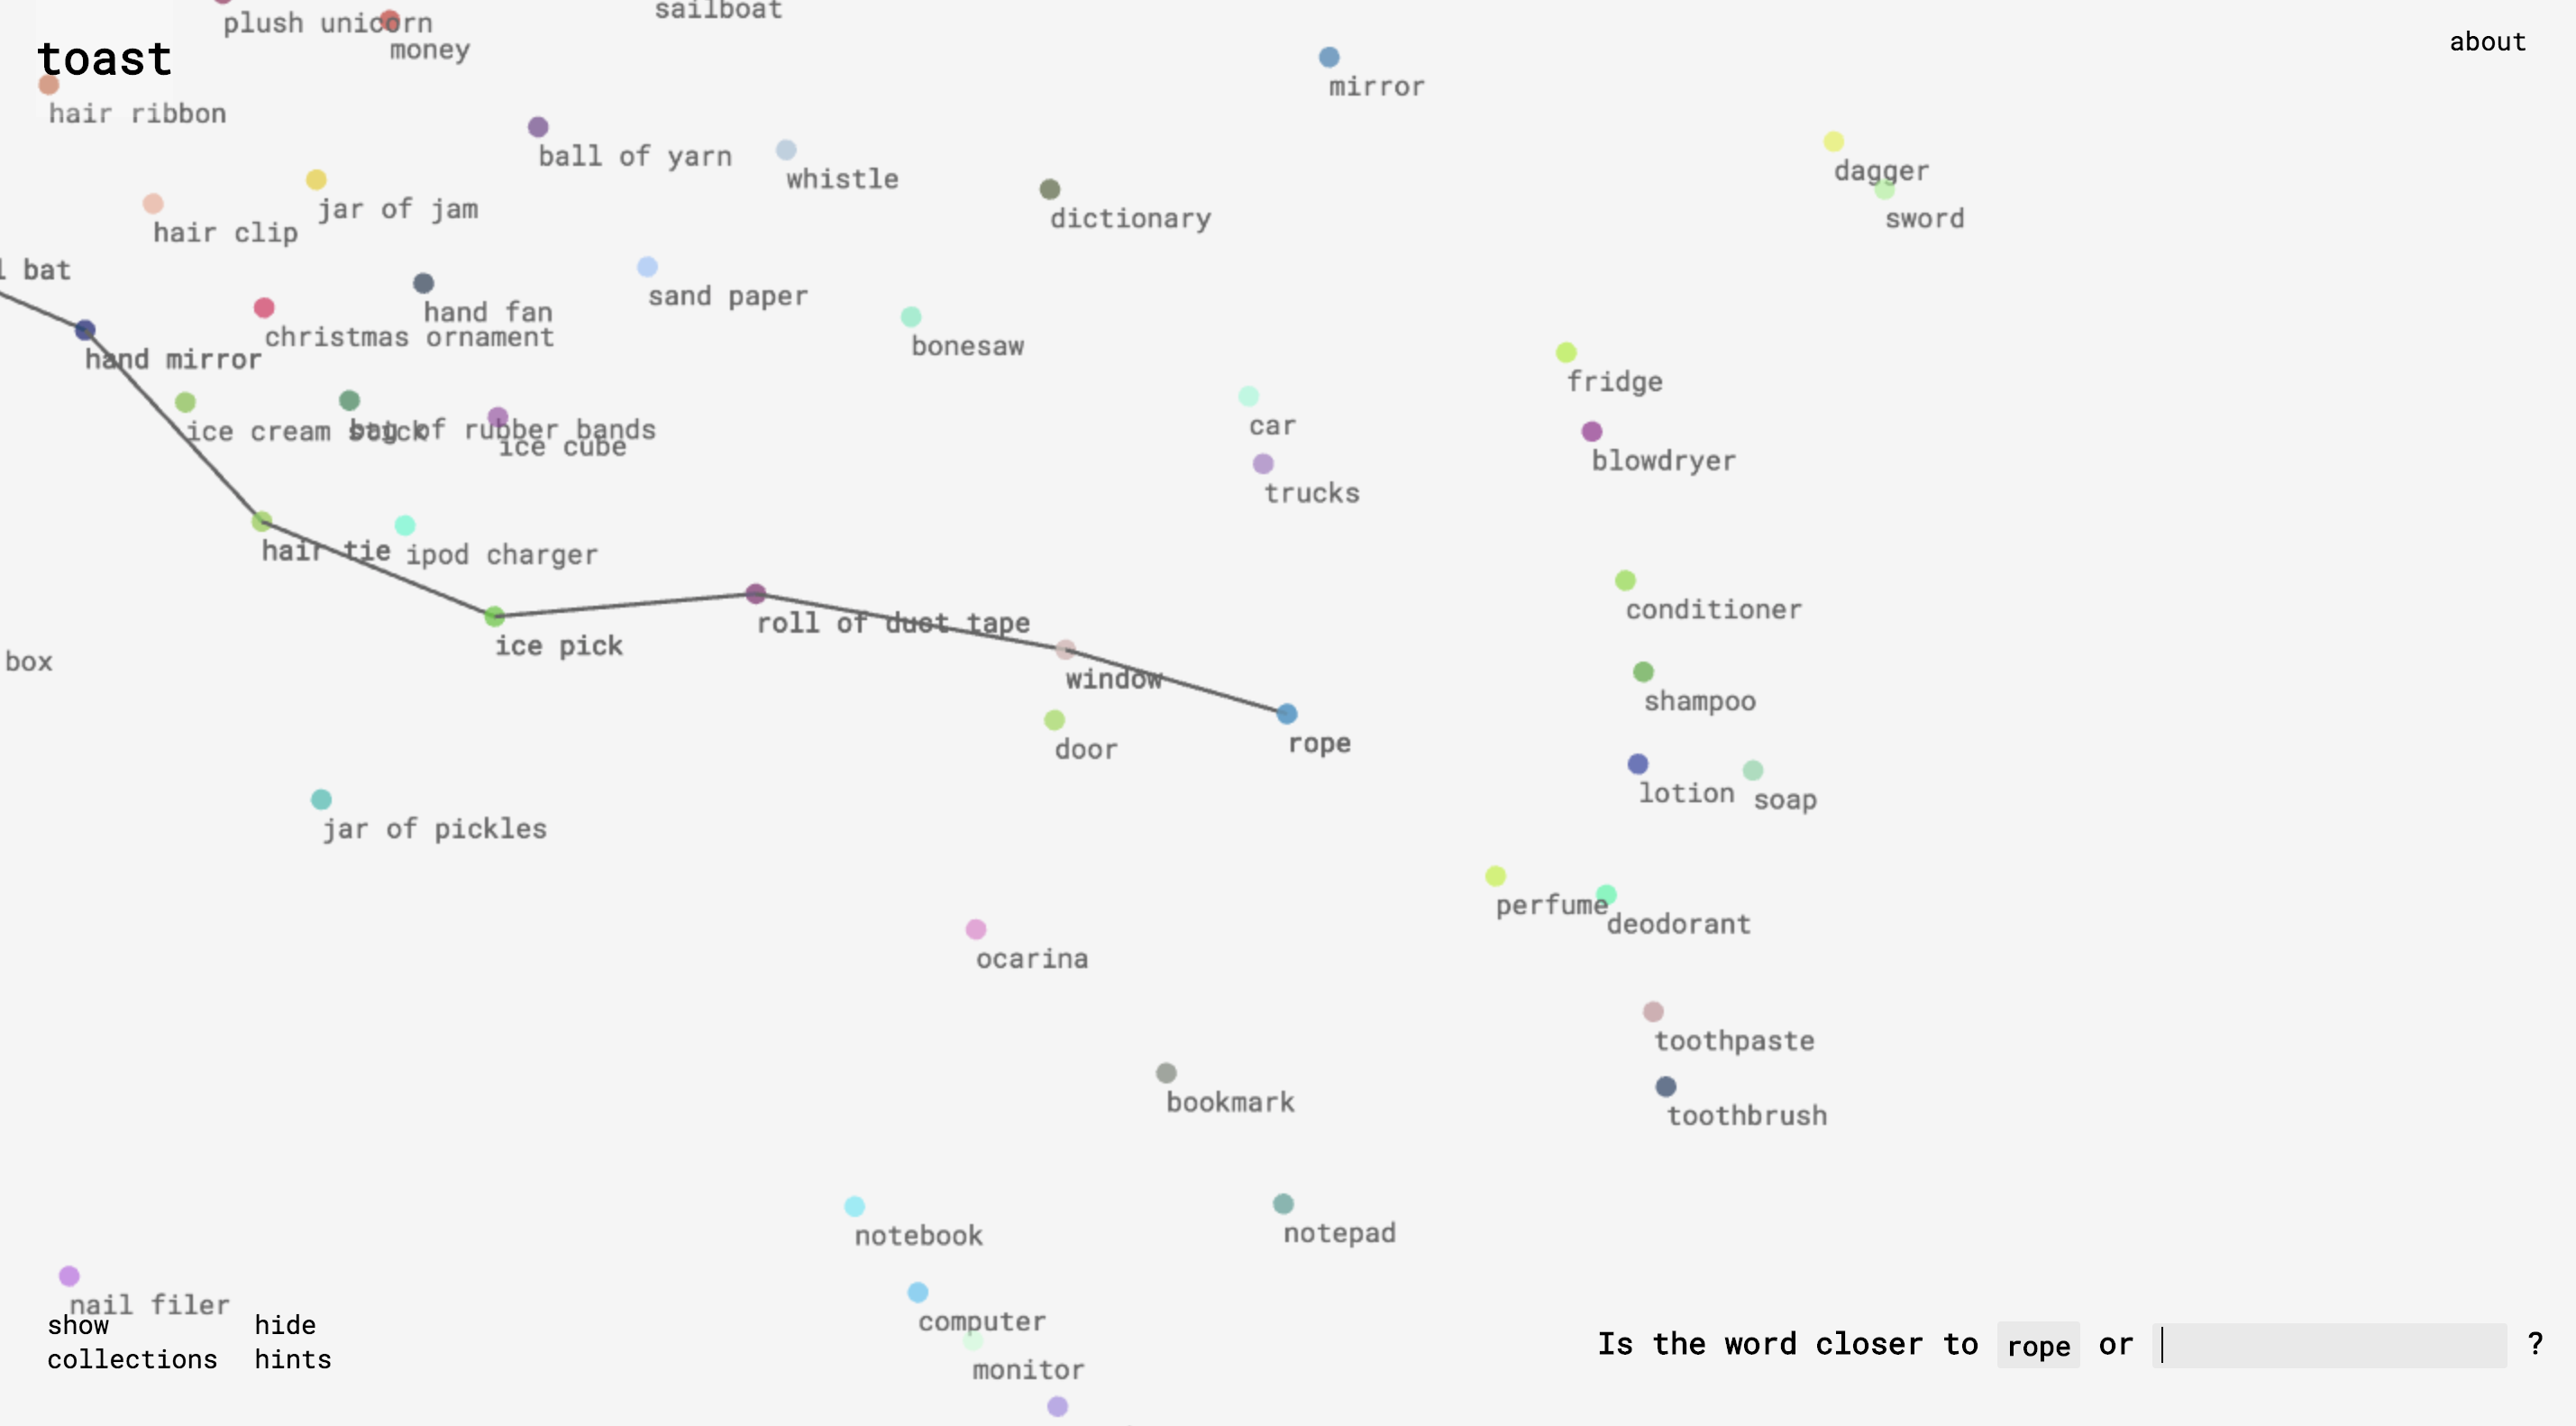 sailboat
plush unicorn
money
toast
about
mirror
hair ribbon
ball of yarn
whistle
dagger
jar of jam
dictionary
sword
hair clip
l bat
sand paper
hand fan
christmas ornament
bonesaw
hand mirror
fridge
car
ice cream stick
bag of rubber bands
ice cube
blowdryer
trucks
hair tie
ipod charger
conditioner
roll of dust tape
ice pick
box
window
shampoo
rope
door
lotion
soap
jar of pickles
perfume
deodorant
ocarina
toothpaste
bookmark
toothbrush
notebook
notepad
nail filer
computer
show collections
hide hints
Is the word closer to rope or ?
monitor